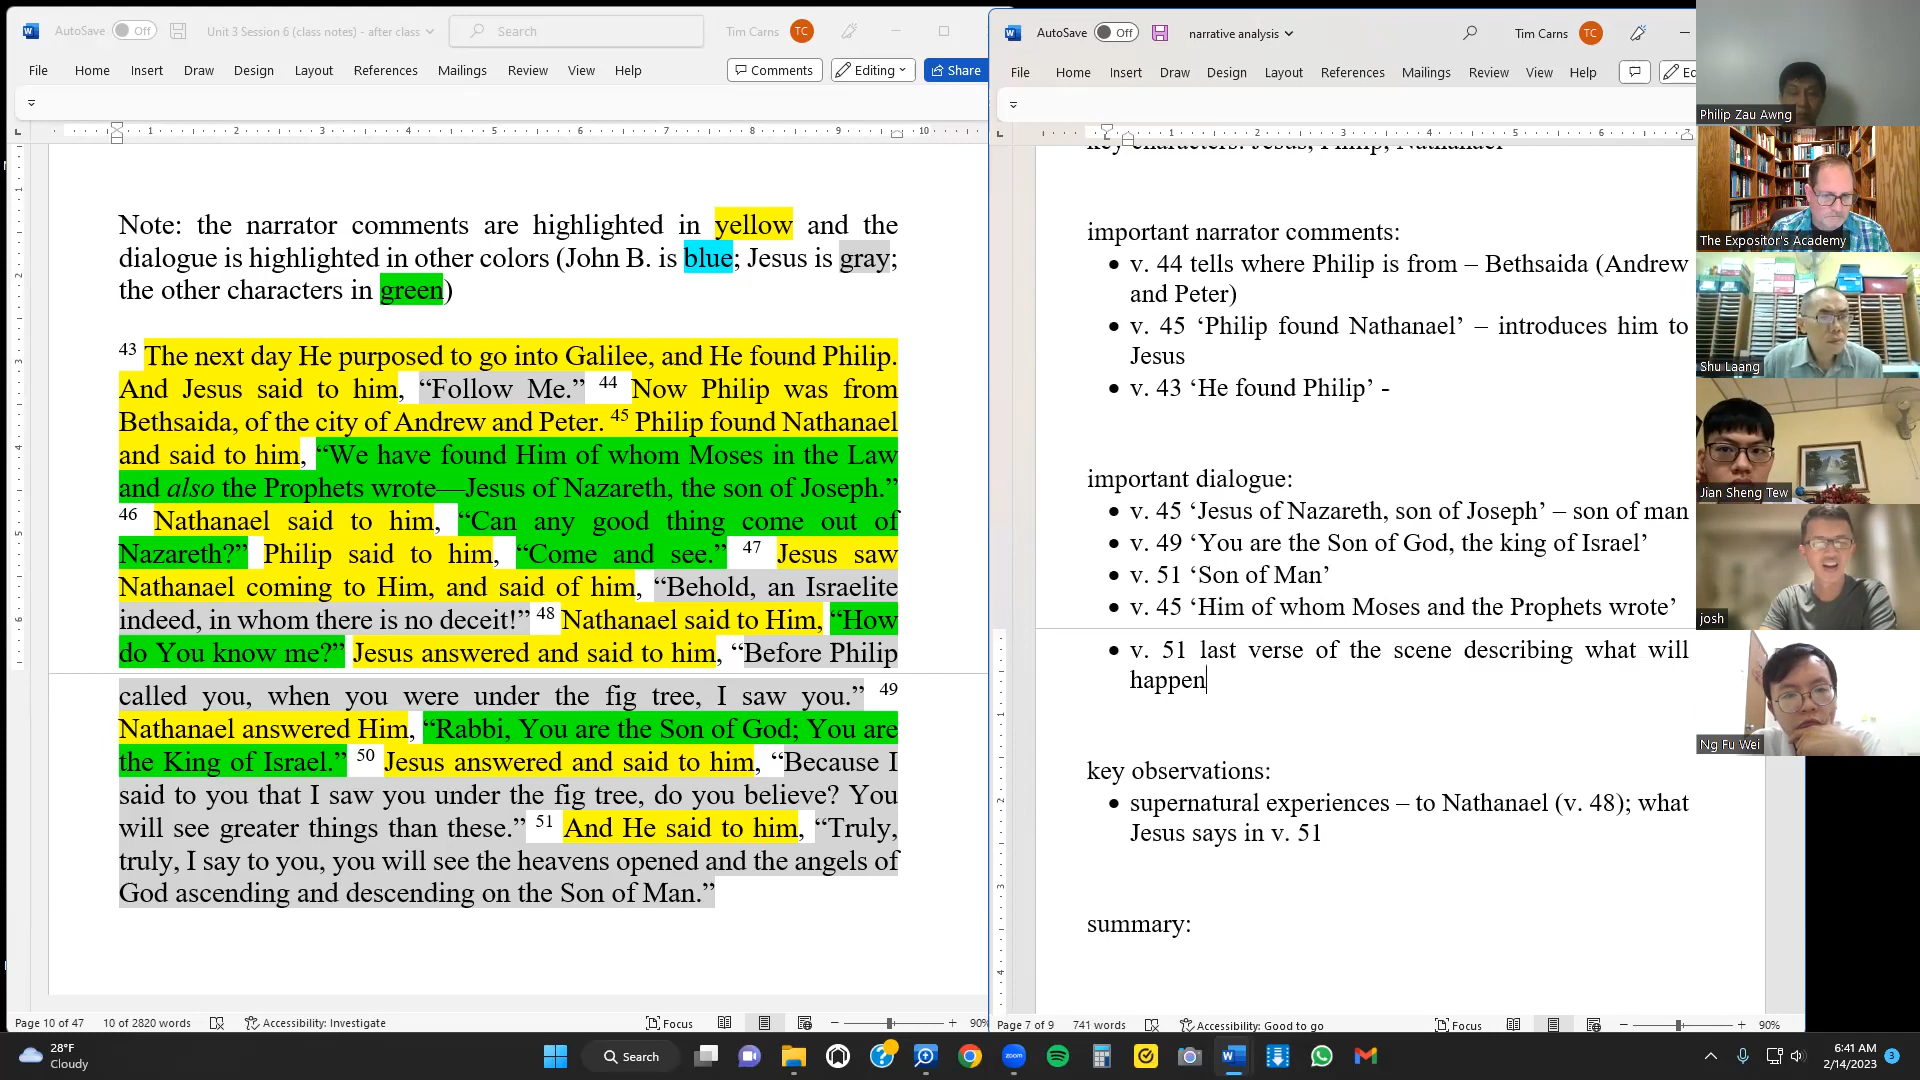 AutoSave Off Unit 3 Session 6 (class notes) - after class Search Tim Carns TC
File Home Insert Draw Design Layout References Mailings Review View Help Comments Editing Share
Note: the narrator comments are highlighted in yellow and the
dialogue is highlighted in other colors (John B. is blue; Jesus is gray;
the other characters in green)
43 The next day He purposed to go into Galilee, and He found Philip.
And Jesus said to him, “Follow Me.” 44 Now Philip was from
Bethsaida, of the city of Andrew and Peter. 45 Philip found Nathanael
and said to him, “We have found Him of whom Moses in the Law
and also the Prophets wrote—Jesus of Nazareth, the son of Joseph.”
46 Nathanael said to him, “Can any good thing come out of
Nazareth?” Philip said to him, “Come and see.” 47 Jesus saw
Nathanael coming to Him, and said of him, “Behold, an Israelite
indeed, in whom there is no deceit!” 48 Nathanael said to Him, “How
do You know me?” Jesus answered and said to him, “Before Philip
called you, when you were under the fig tree, I saw you.” 49
Nathanael answered Him, “Rabbi, You are the Son of God; You are
the King of Israel.” 50 Jesus answered and said to him, “Because I
said to you that I saw you under the fig tree, do you believe? You
will see greater things than these.” 51 And He said to him, “Truly,
truly, I say to you, you will see the heavens opened and the angels of
God ascending and descending on the Son of Man.”
Page 10 of 47 10 of 2820 words Accessibility: Investigate Focus 90%
AutoSave Off narrative analysis Tim Carns TC
File Home Insert Draw Design Layout References Mailings Review View Help Ed
key characters: Jesus, Philip, Nathanael
important narrator comments:
• v. 44 tells where Philip is from – Bethsaida (Andrew
and Peter)
• v. 45 ‘Philip found Nathanael’ – introduces him to
Jesus
• v. 43 ‘He found Philip’ -
important dialogue:
• v. 45 ‘Jesus of Nazareth, son of Joseph’ – son of man
• v. 49 ‘You are the Son of God, the king of Israel’
• v. 51 ‘Son of Man’
• v. 45 ‘Him of whom Moses and the Prophets wrote’
• v. 51 last verse of the scene describing what will
happen
key observations:
• supernatural experiences – to Nathanael (v. 48); what
Jesus says in v. 51
summary:
Page 7 of 9 741 words Accessibility: Good to go Focus 90%
Philip Zau Awng
The Expositor's Academy
Shu Laang
Jian Sheng Tew
josh
Ng Fu Wei
28°F
Cloudy
Search
zoom
6:41 AM
2/14/2023
3